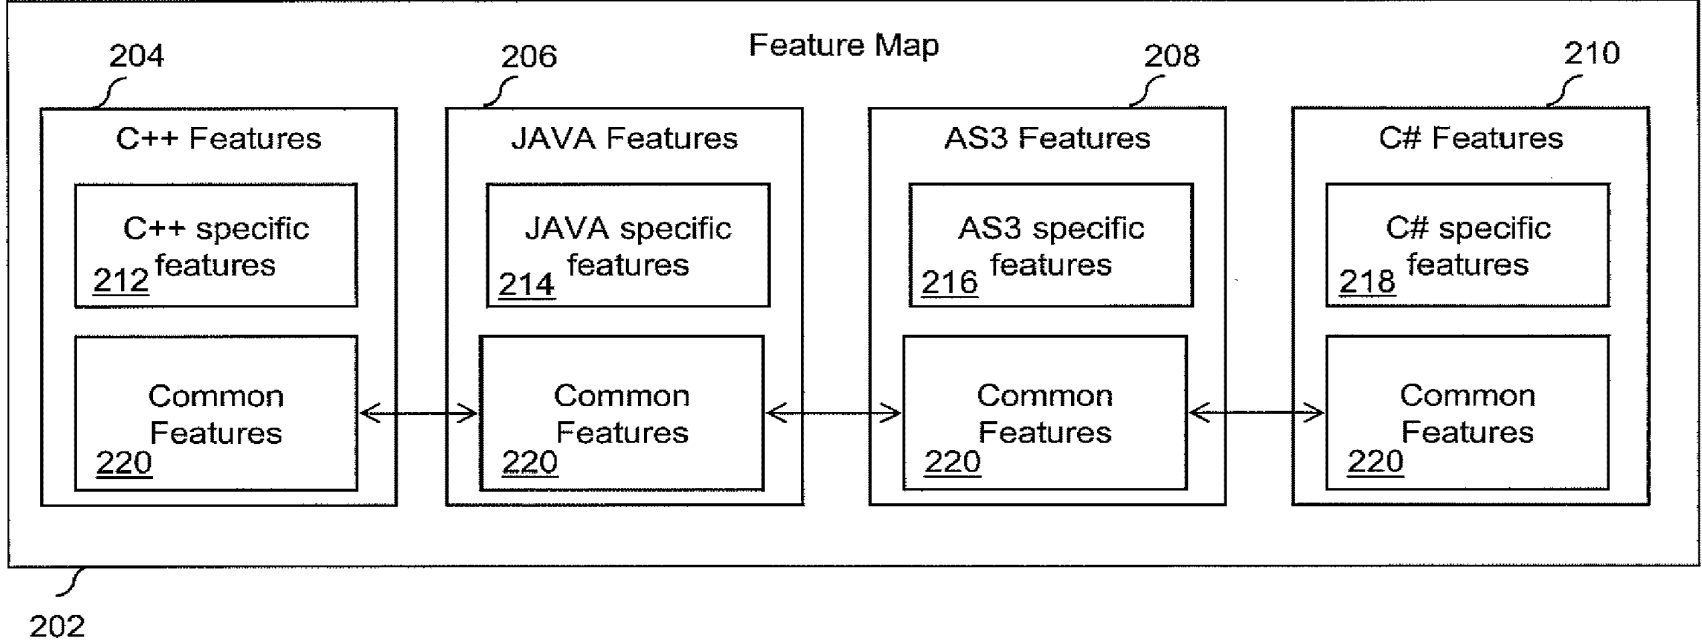 Feature Map
204
206
208
210
C++ Features
JAVA Features
AS3 Features
C# Features
C++ specific
features
212
JAVA specific
features
214
AS3 specific
features
216
C# specific
features
218
Common
Features
220
Common
Features
220
Common
Features
220
Common
Features
220
202